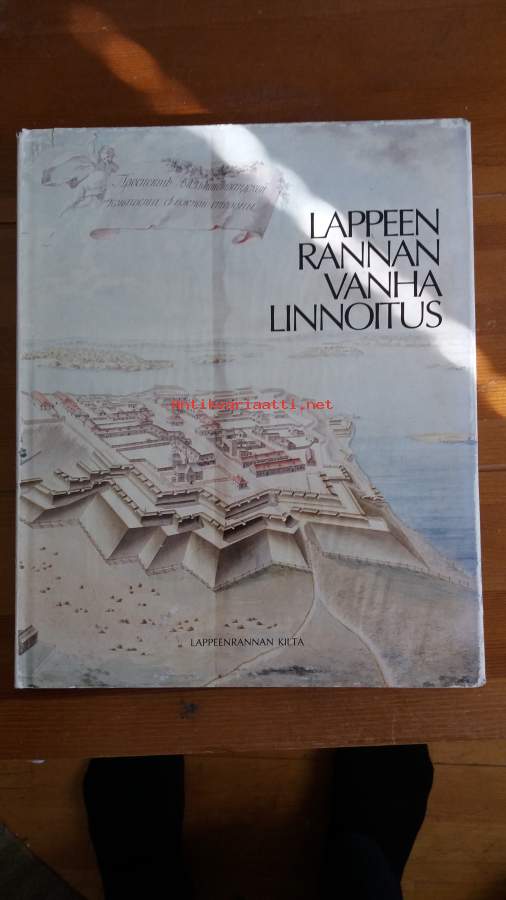 LAPPEEN
RANNAN
VANHA
LINNOITUS
antikvariaatti.net
LAPPEENRANNAN KILTA